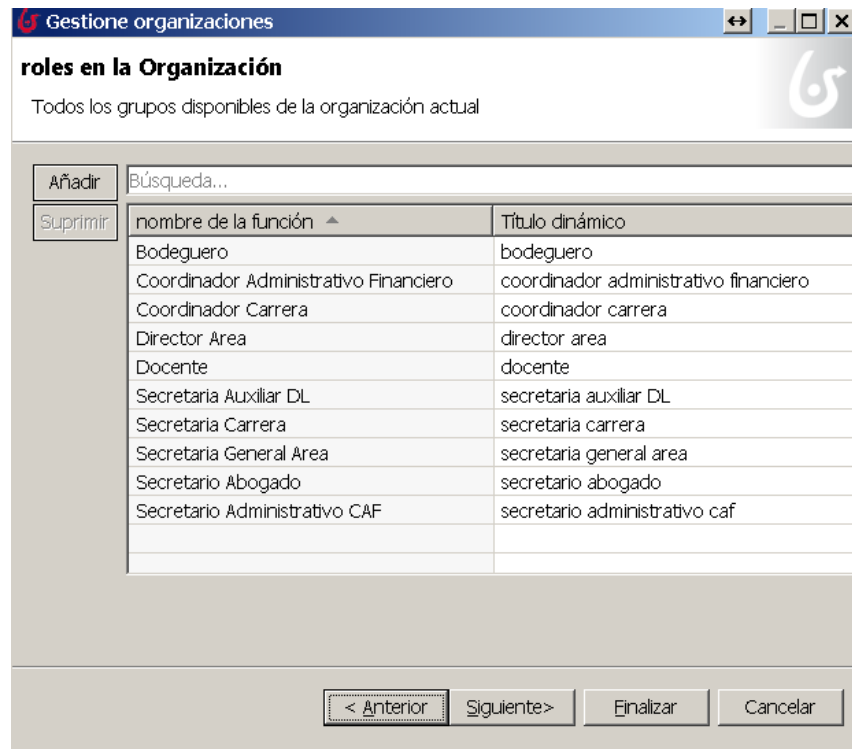 Gestione organizaciones
roles en la Organización
Todos los grupos disponibles de la organización actual
Añadir Búsqueda...
Suprimir nombre de la función Título dinámico
Bodeguero bodeguero
Coordinador Administrativo Financiero coordinador administrativo financiero
Coordinador Carrera coordinador carrera
Director Area director area
Docente docente
Secretaria Auxiliar DL secretaria auxiliar DL
Secretaria Carrera secretaria carrera
Secretaria General Area secretaria general area
Secretario Abogado secretario abogado
Secretario Administrativo CAF secretario administrativo caf
< Anterior Siguiente> Finalizar Cancelar